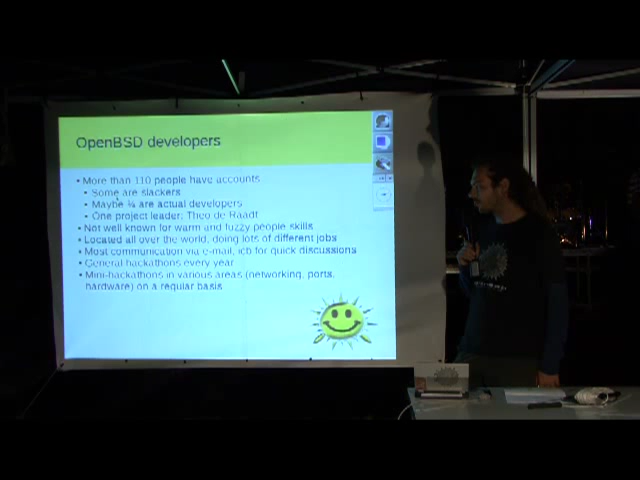 OpenBSD developers
• More than 110 people have accounts
• Some are slackers
• Maybe ¾ are actual developers
• One project leader: Theo de Raadt
• Not well known for warm and fuzzy people skills
• Located all over the world, doing lots of different jobs
• Most communication via e-mail, icb for quick discussions
• General hackathons every year
• Mini-hackathons in various areas (networking, ports,
hardware) on a regular basis